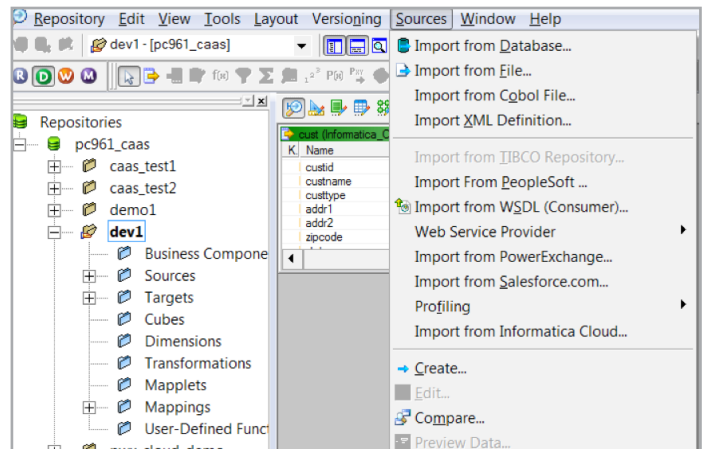 Repository Edit View Tools Layout Versioning Sources Window Help
dev1 - [pc961_caas]
R D W M
f(x)
Repositories
pc961_caas
caas_test1
caas_test2
demo1
dev1
Business Compone
Sources
Targets
Cubes
Dimensions
Transformations
Mapplets
Mappings
User-Defined Funct
cust (Informatica_C
K. Name
custid
custname
custtype
addr1
addr2
zipcode
Import from Database...
Import from File...
Import from Cobol File...
Import XML Definition...
Import from TIBCO Repository...
Import From PeopleSoft ...
Import from WSDL (Consumer)...
Web Service Provider
Import from PowerExchange...
Import from Salesforce.com...
Profiling
Import from Informatica Cloud...
Create...
Edit...
Compare...
Preview Data...